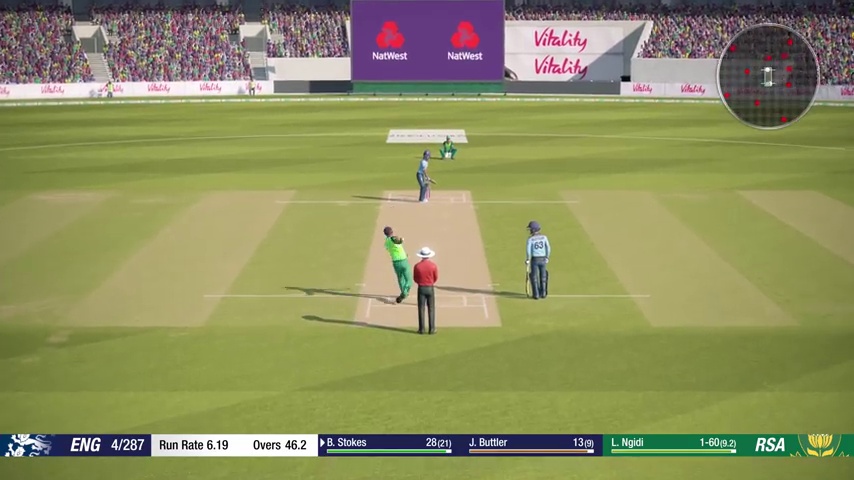 NatWest NatWest
Vitality
Vitality
Vitality
Vitality
Vitality
Vitality
63
ENG 4/287 Run Rate 6.19 Overs 46.2 B. Stokes 28(21) J. Buttler 13(9) L. Ngidi 1-60(9.2) RSA